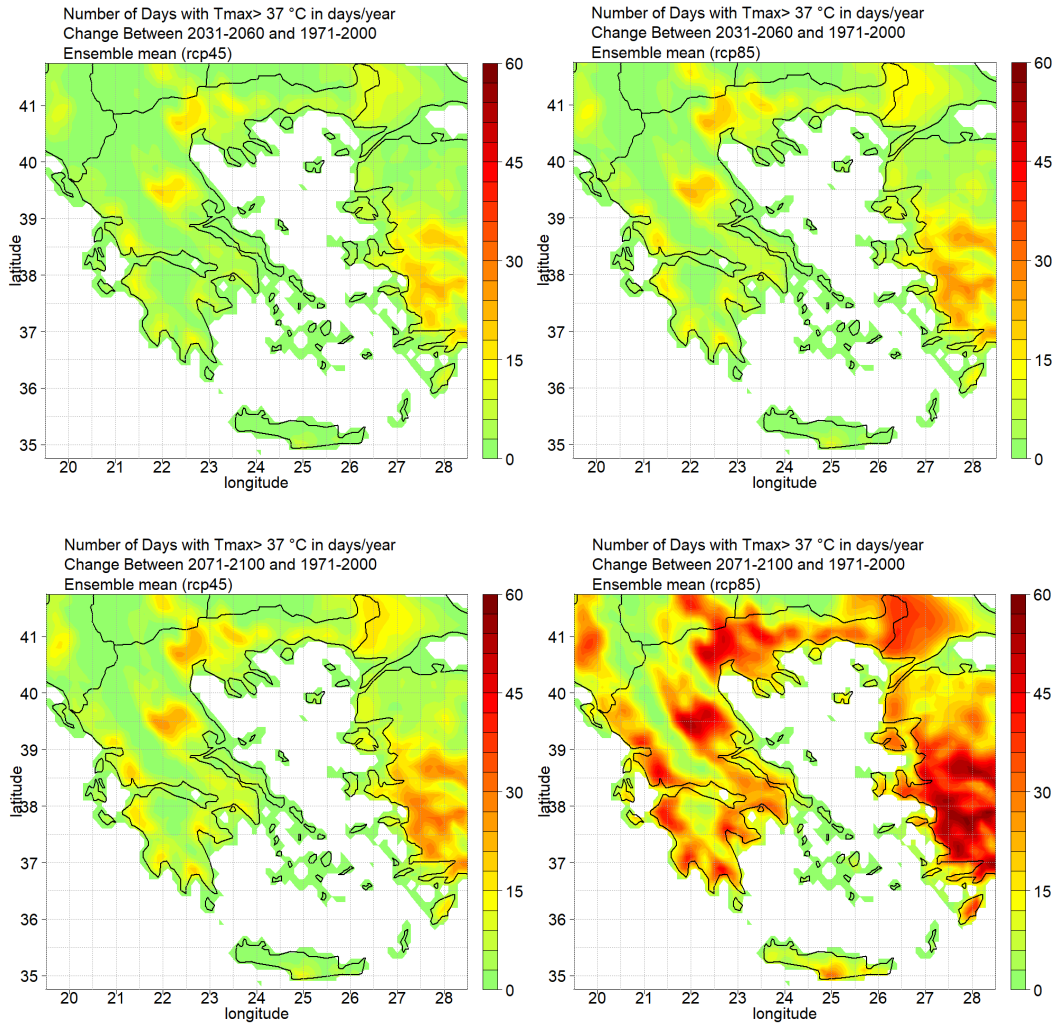 Number of Days with Tmax> 37 °C in days/year
Change Between 2031-2060 and 1971-2000
Ensemble mean (rcp45)
60
45
30
15
0
41
40
39
38
37
36
35
latitude
20 21 22 23 24 25 26 27 28
longitude
Number of Days with Tmax> 37 °C in days/year
Change Between 2031-2060 and 1971-2000
Ensemble mean (rcp85)
60
45
30
15
0
41
40
39
38
37
36
35
latitude
20 21 22 23 24 25 26 27 28
longitude
Number of Days with Tmax> 37 °C in days/year
Change Between 2071-2100 and 1971-2000
Ensemble mean (rcp45)
60
45
30
15
0
41
40
39
38
37
36
35
latitude
20 21 22 23 24 25 26 27 28
longitude
Number of Days with Tmax> 37 °C in days/year
Change Between 2071-2100 and 1971-2000
Ensemble mean (rcp85)
60
45
30
15
0
41
40
39
38
37
36
35
latitude
20 21 22 23 24 25 26 27 28
longitude